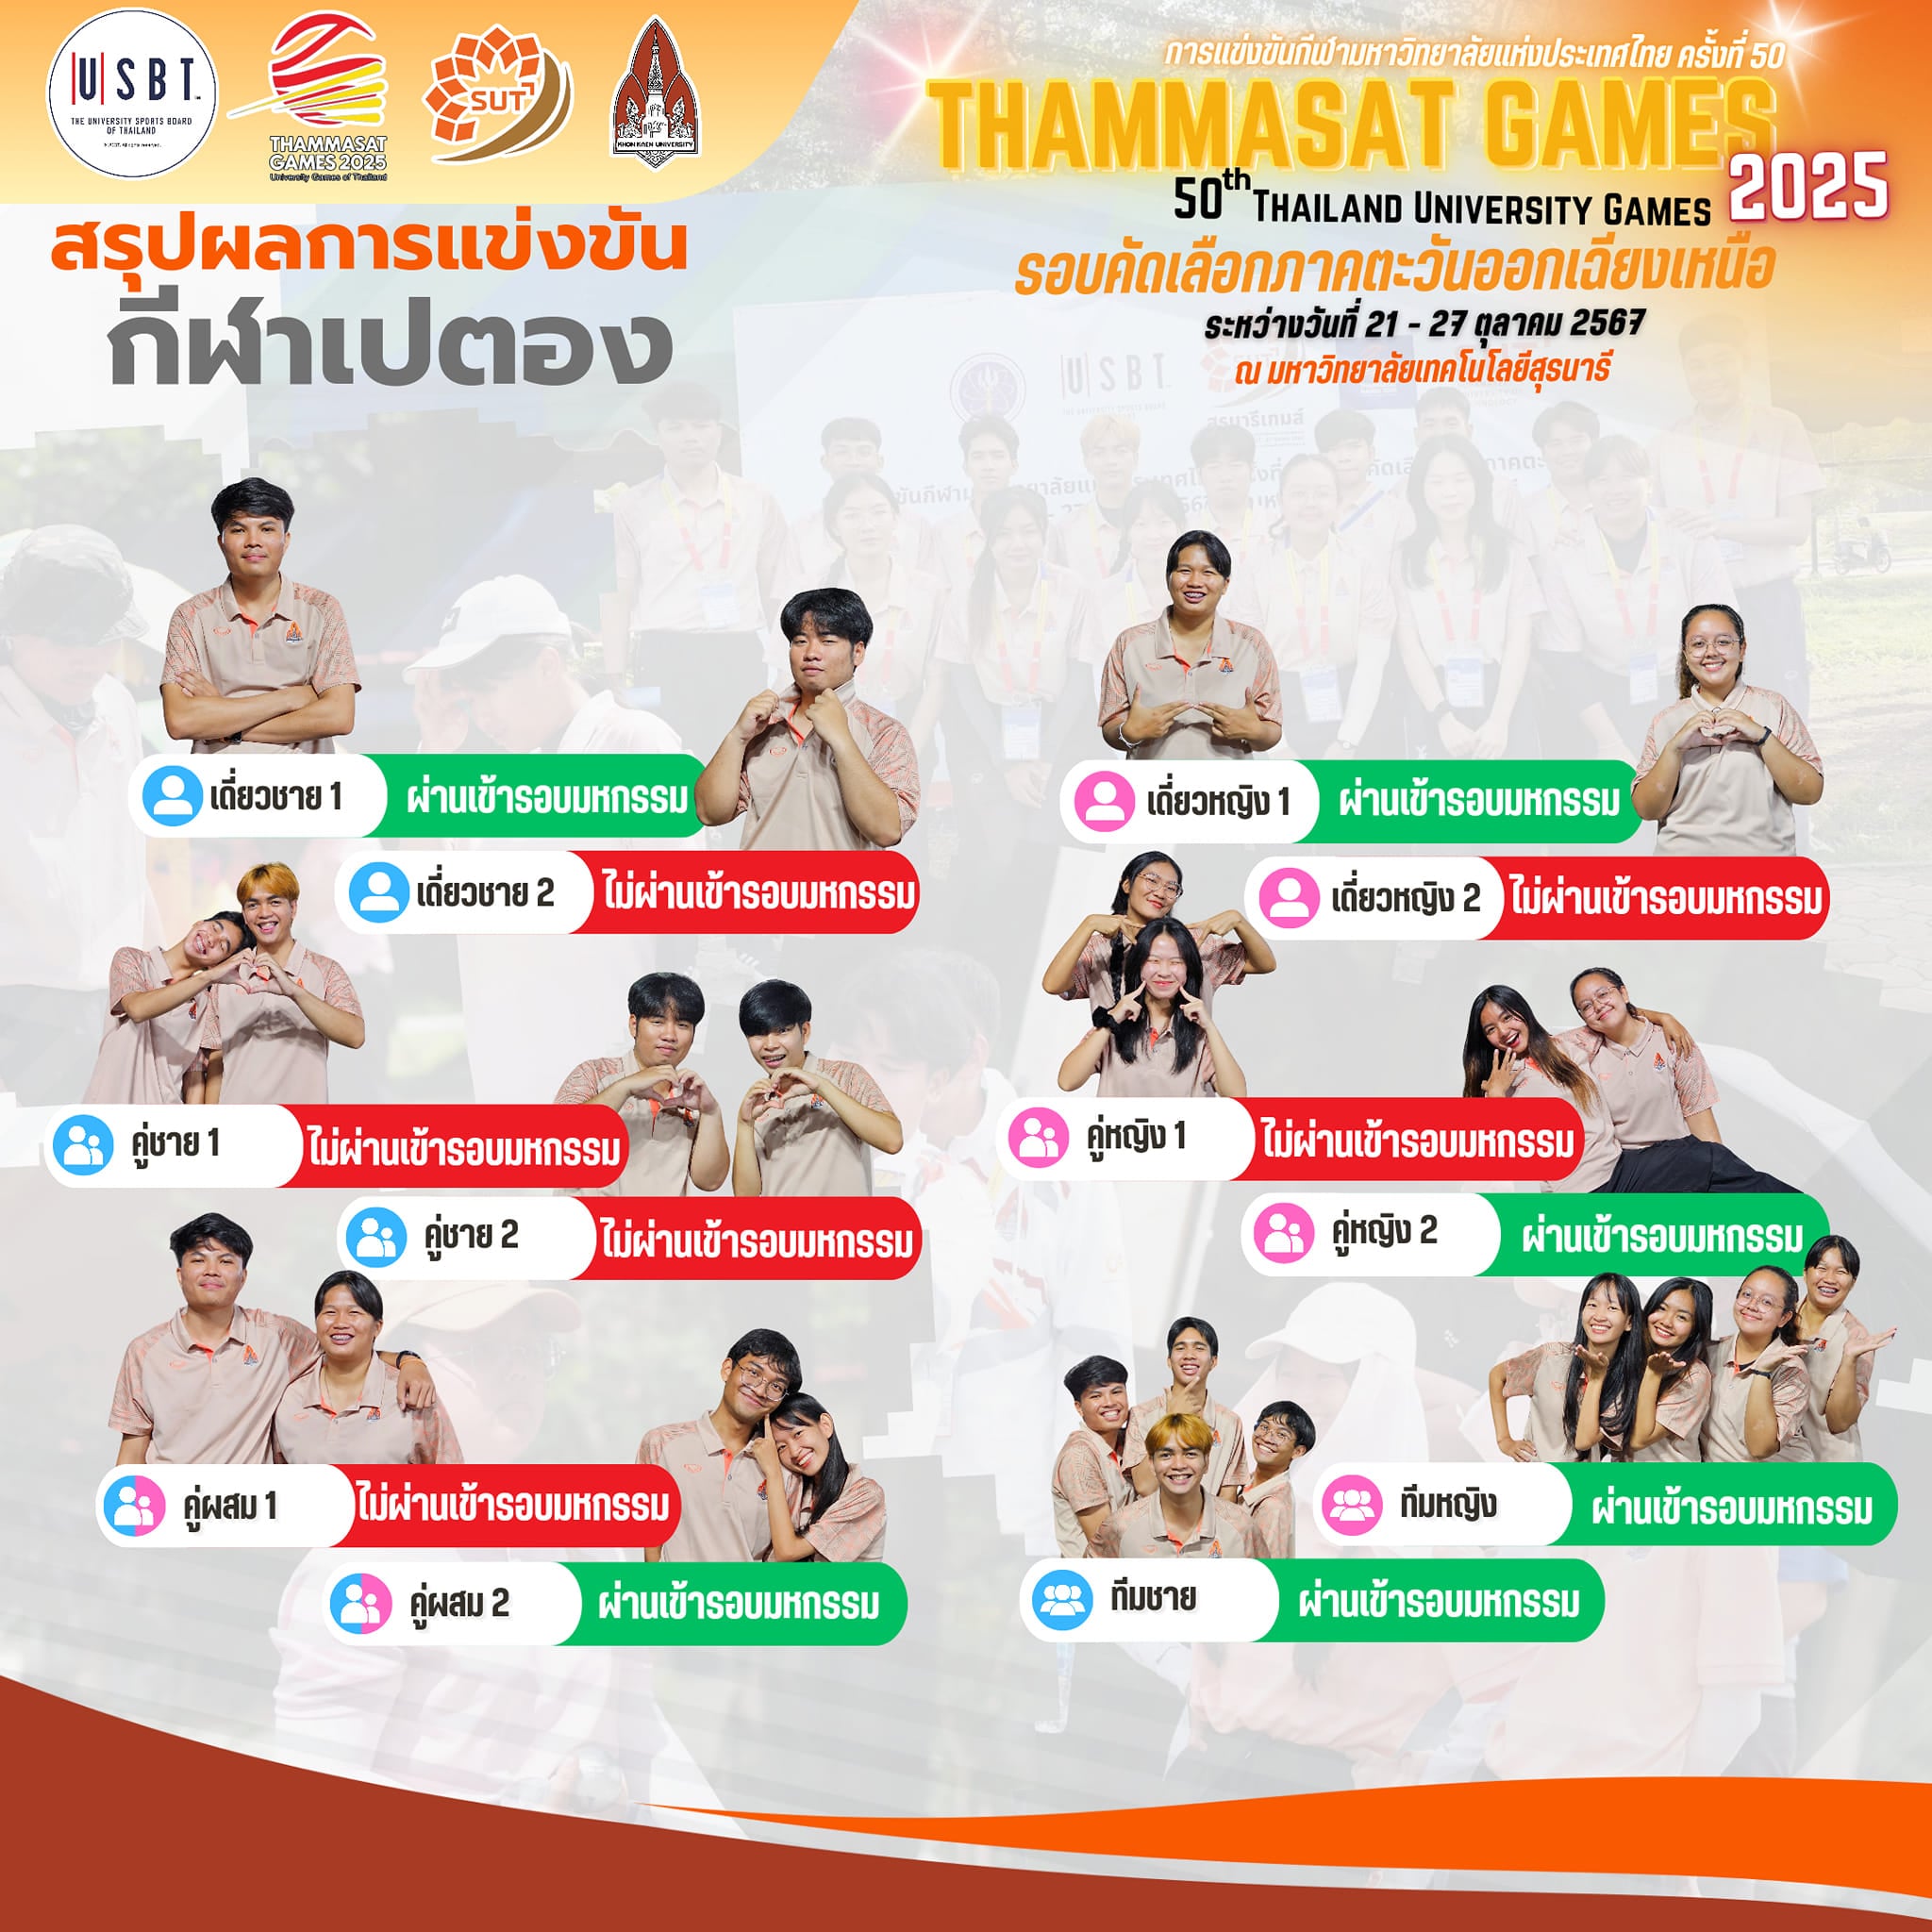 USBT
THE UNIVERSITY SPORTS BOARD
OF THAILAND
THAMMASAT
GAMES 2025
University Games of Thailand
SUT
KHON KAEN UNIVERSITY
การแข่งขันกีฬามหาวิทยาลัยแห่งประเทศไทย ครั้งที่ 50
THAMMASAT GAMES
2025
50th THAILAND UNIVERSITY GAMES
รอบคัดเลือกภาคตะวันออกเฉียงเหนือ
ระหว่างวันที่ 21 - 27 ตุลาคม 2567
ณ มหาวิทยาลัยเทคโนโลยีสุรนารี
สรุปผลการแข่งขัน
กีฬาเปตอง
เดี่ยวชาย 1 ผ่านเข้ารอบมหกรรม
เดี่ยวชาย 2 ไม่ผ่านเข้ารอบมหกรรม
คู่ชาย 1 ไม่ผ่านเข้ารอบมหกรรม
คู่ชาย 2 ไม่ผ่านเข้ารอบมหกรรม
คู่ผสม 1 ไม่ผ่านเข้ารอบมหกรรม
คู่ผสม 2 ผ่านเข้ารอบมหกรรม
เดี่ยวหญิง 1 ผ่านเข้ารอบมหกรรม
เดี่ยวหญิง 2 ไม่ผ่านเข้ารอบมหกรรม
คู่หญิง 1 ไม่ผ่านเข้ารอบมหกรรม
คู่หญิง 2 ผ่านเข้ารอบมหกรรม
ทีมหญิง ผ่านเข้ารอบมหกรรม
ทีมชาย ผ่านเข้ารอบมหกรรม